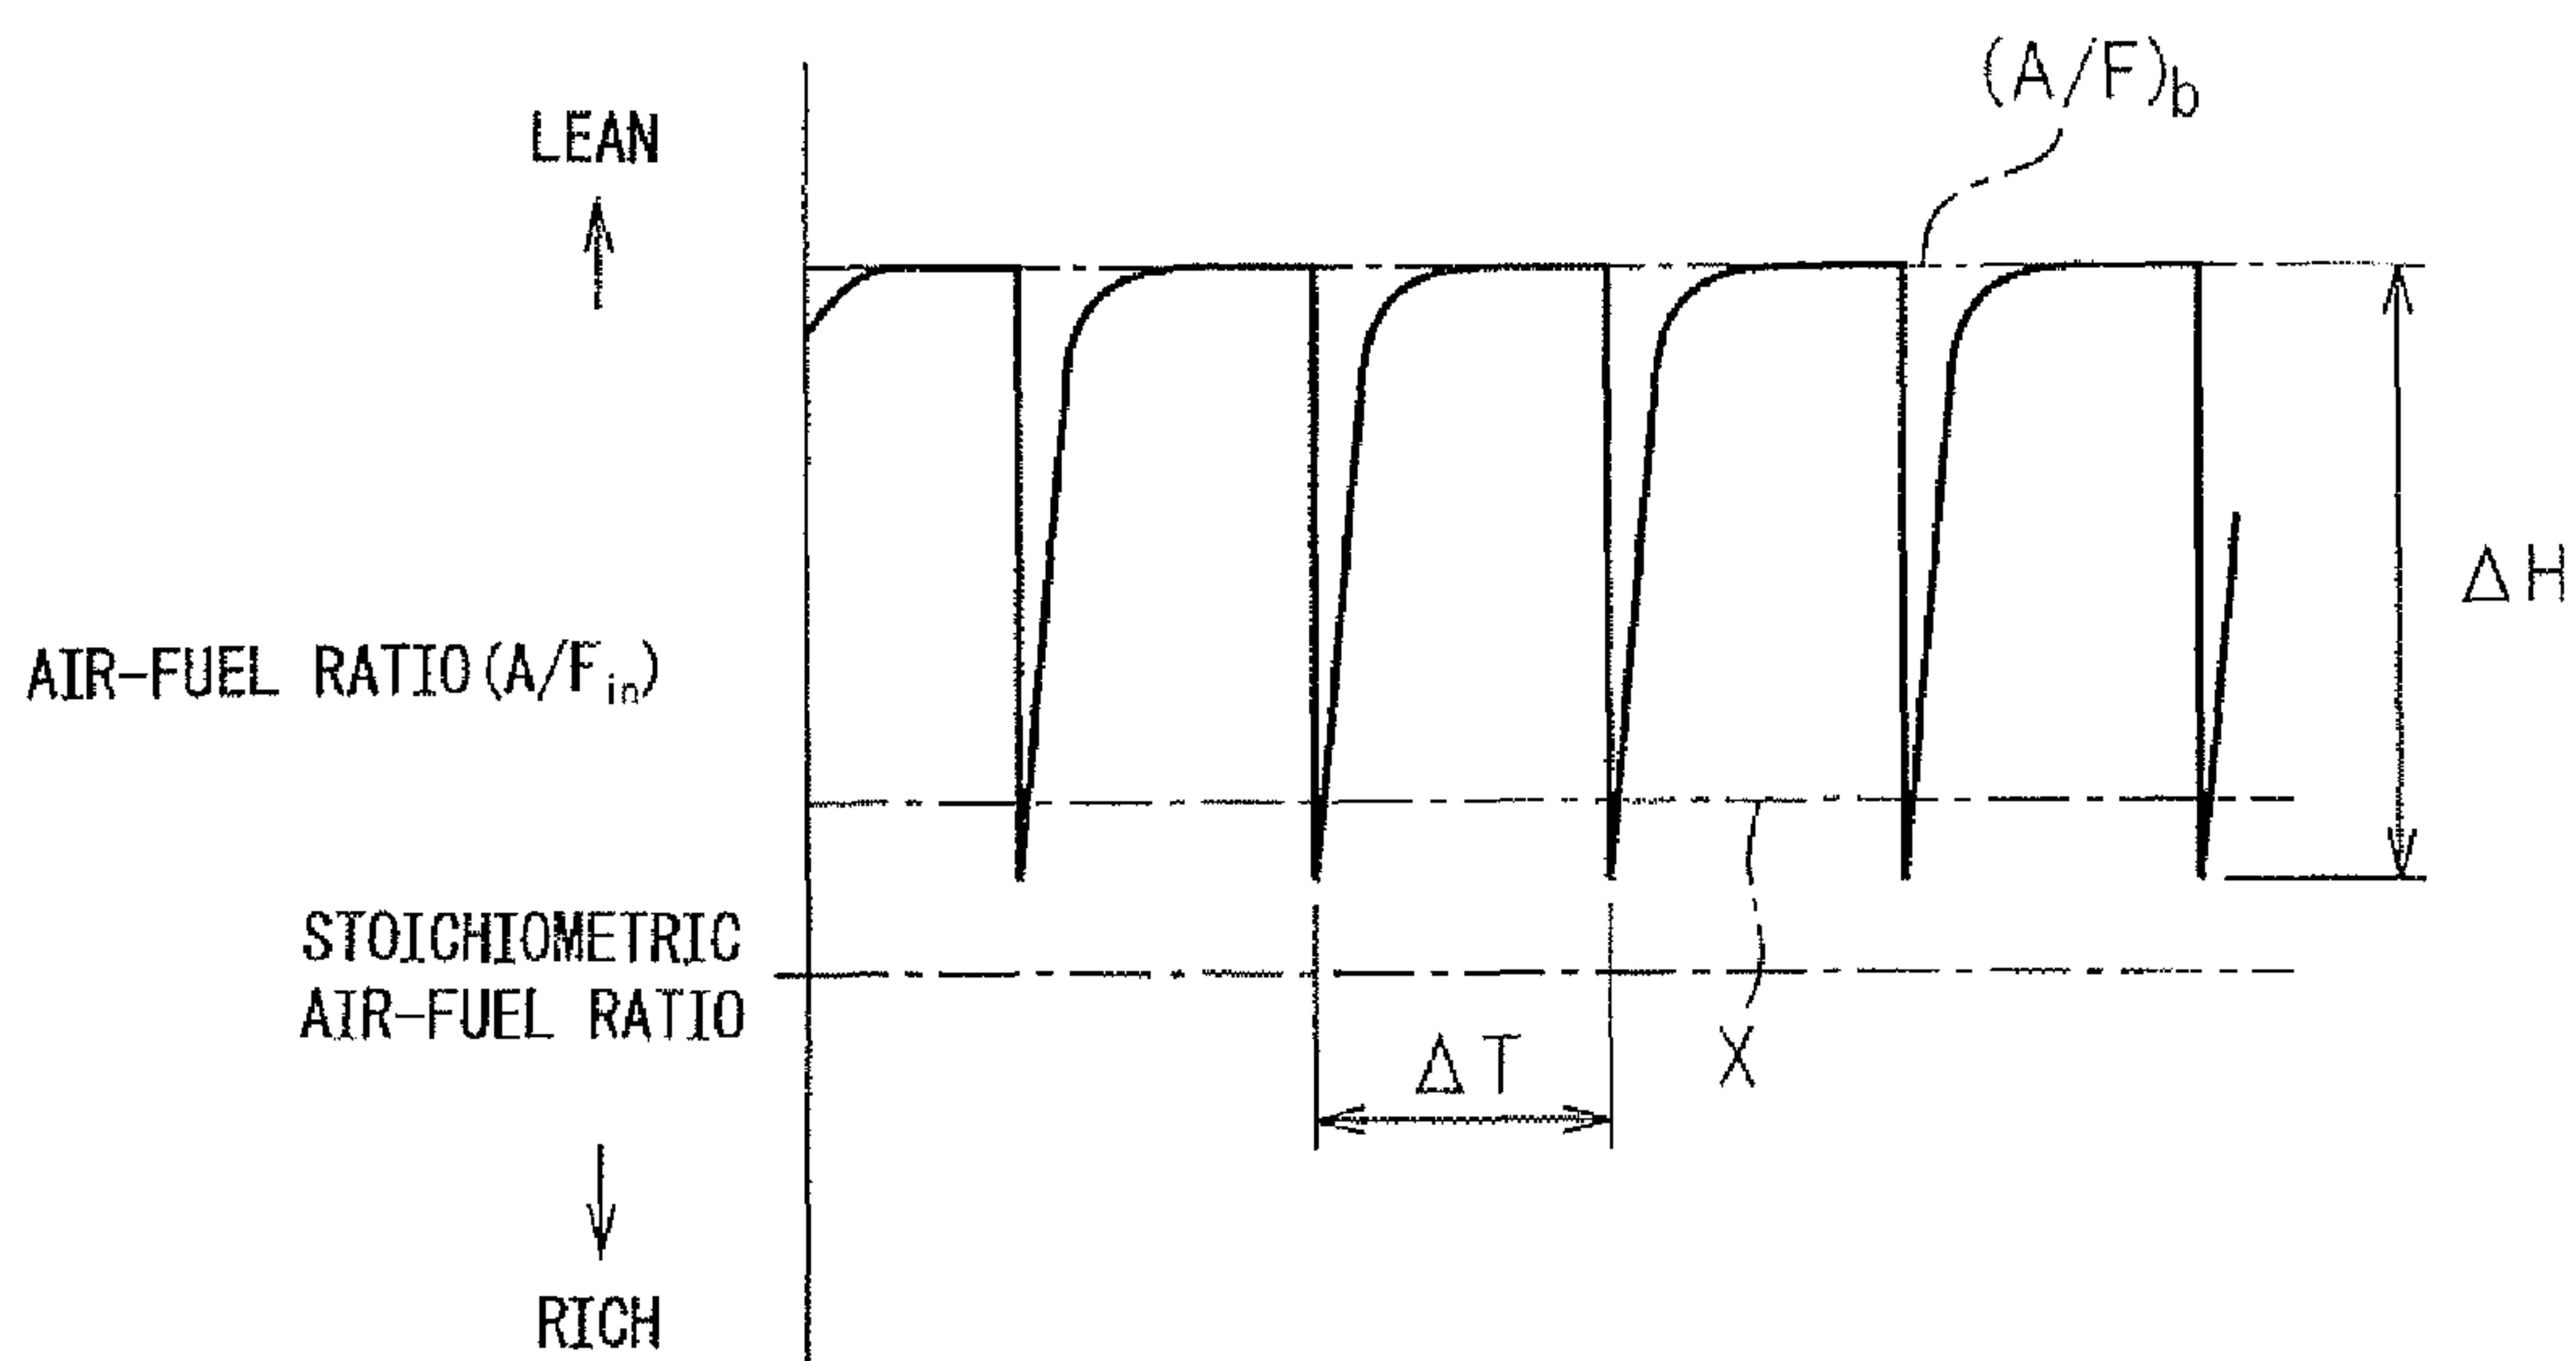 (A/F)b
LEAN
ΔH
AIR-FUEL RATIO(A/Fin)
STOICHIOMETRIC
AIR-FUEL RATIO
ΔT
X
RICH